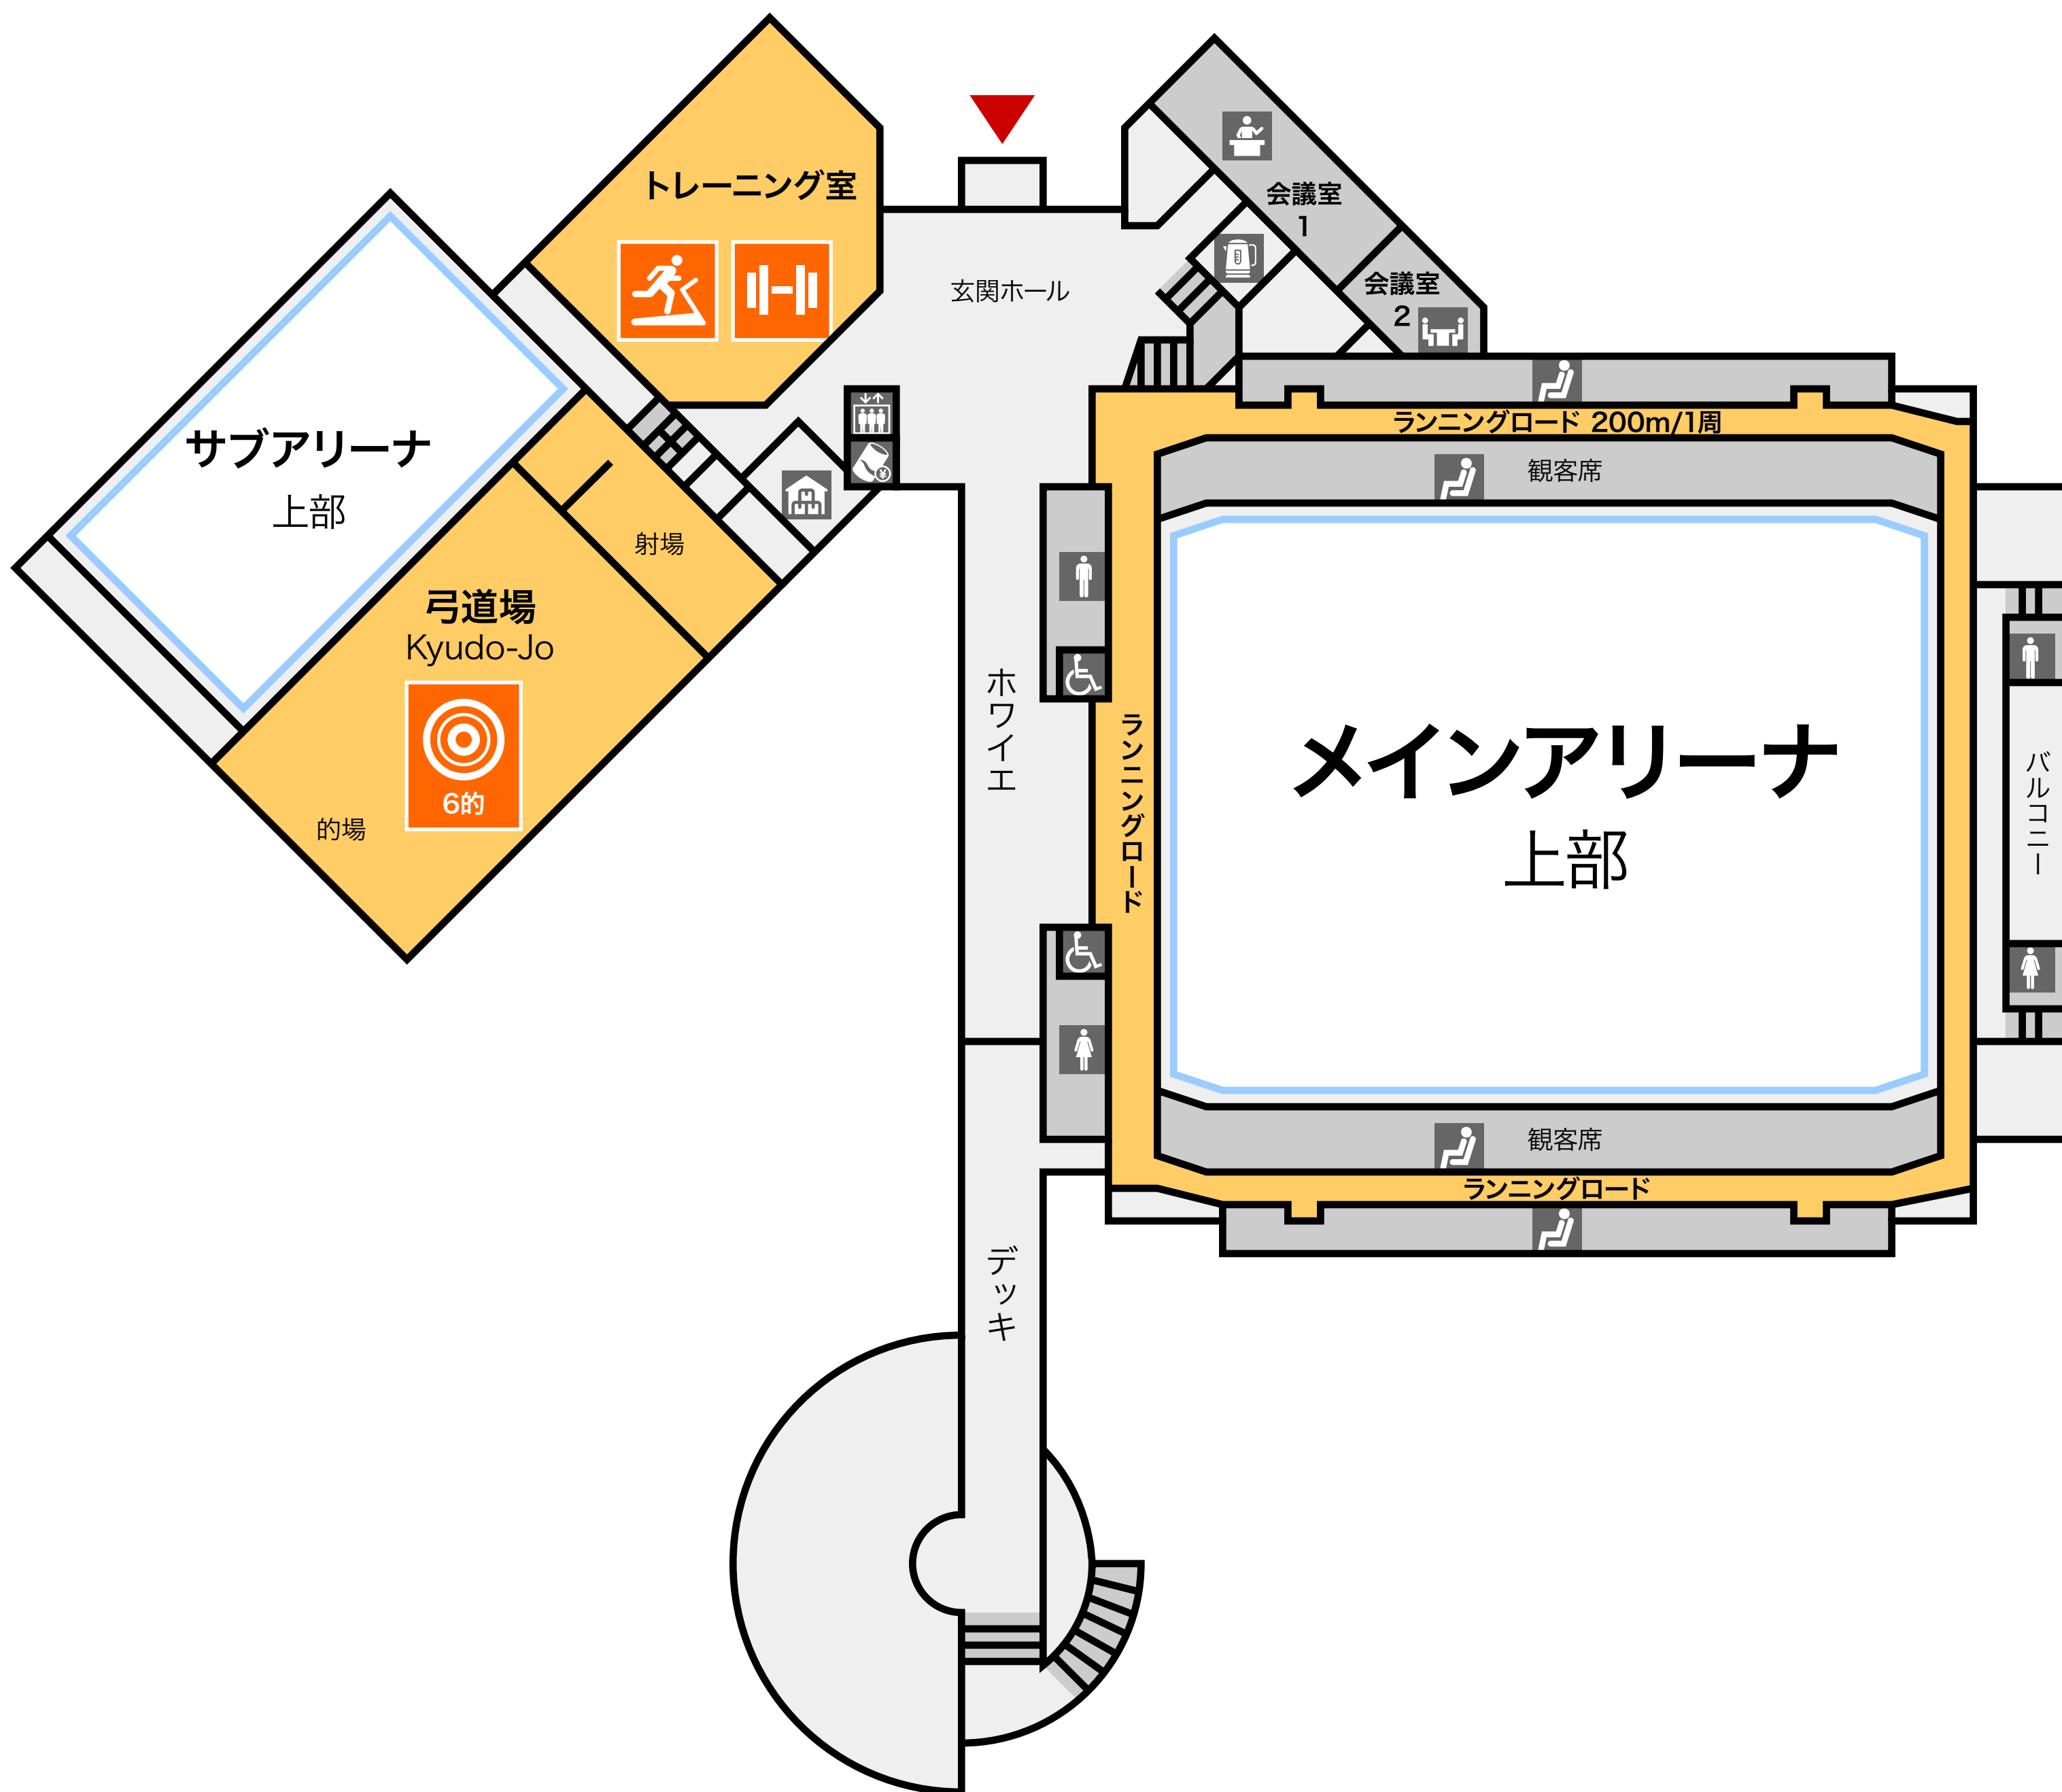 トレーニング室
会議室
1
会議室
2
玄関ホール
ランニングロード 200m/1周
観客席
サブアリーナ
上部
射場
弓道場
Kyudo-Jo
6的
的場
ホワイエ
ランニングロード
メインアリーナ
上部
バルコニー
観客席
ランニングロード
デッキ
¥